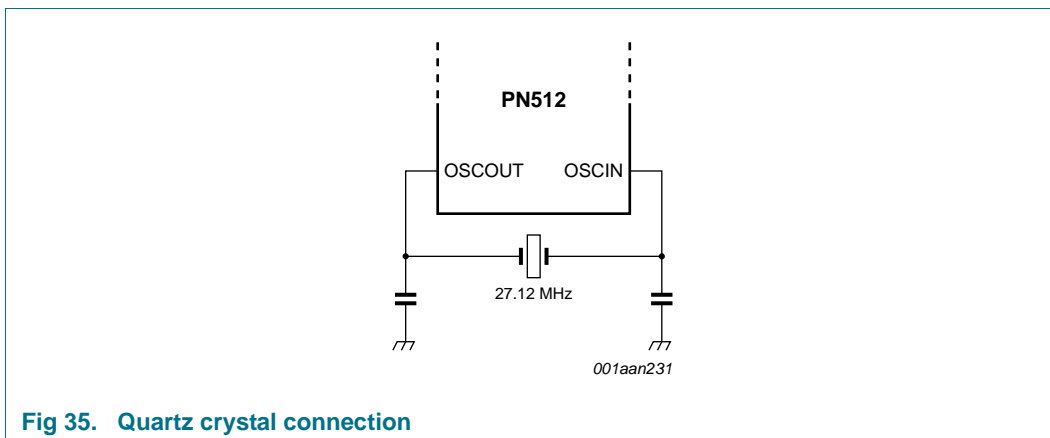 PN512
OSCOUT OSCIN
27.12 MHz
001aan231
Fig 35. Quartz crystal connection